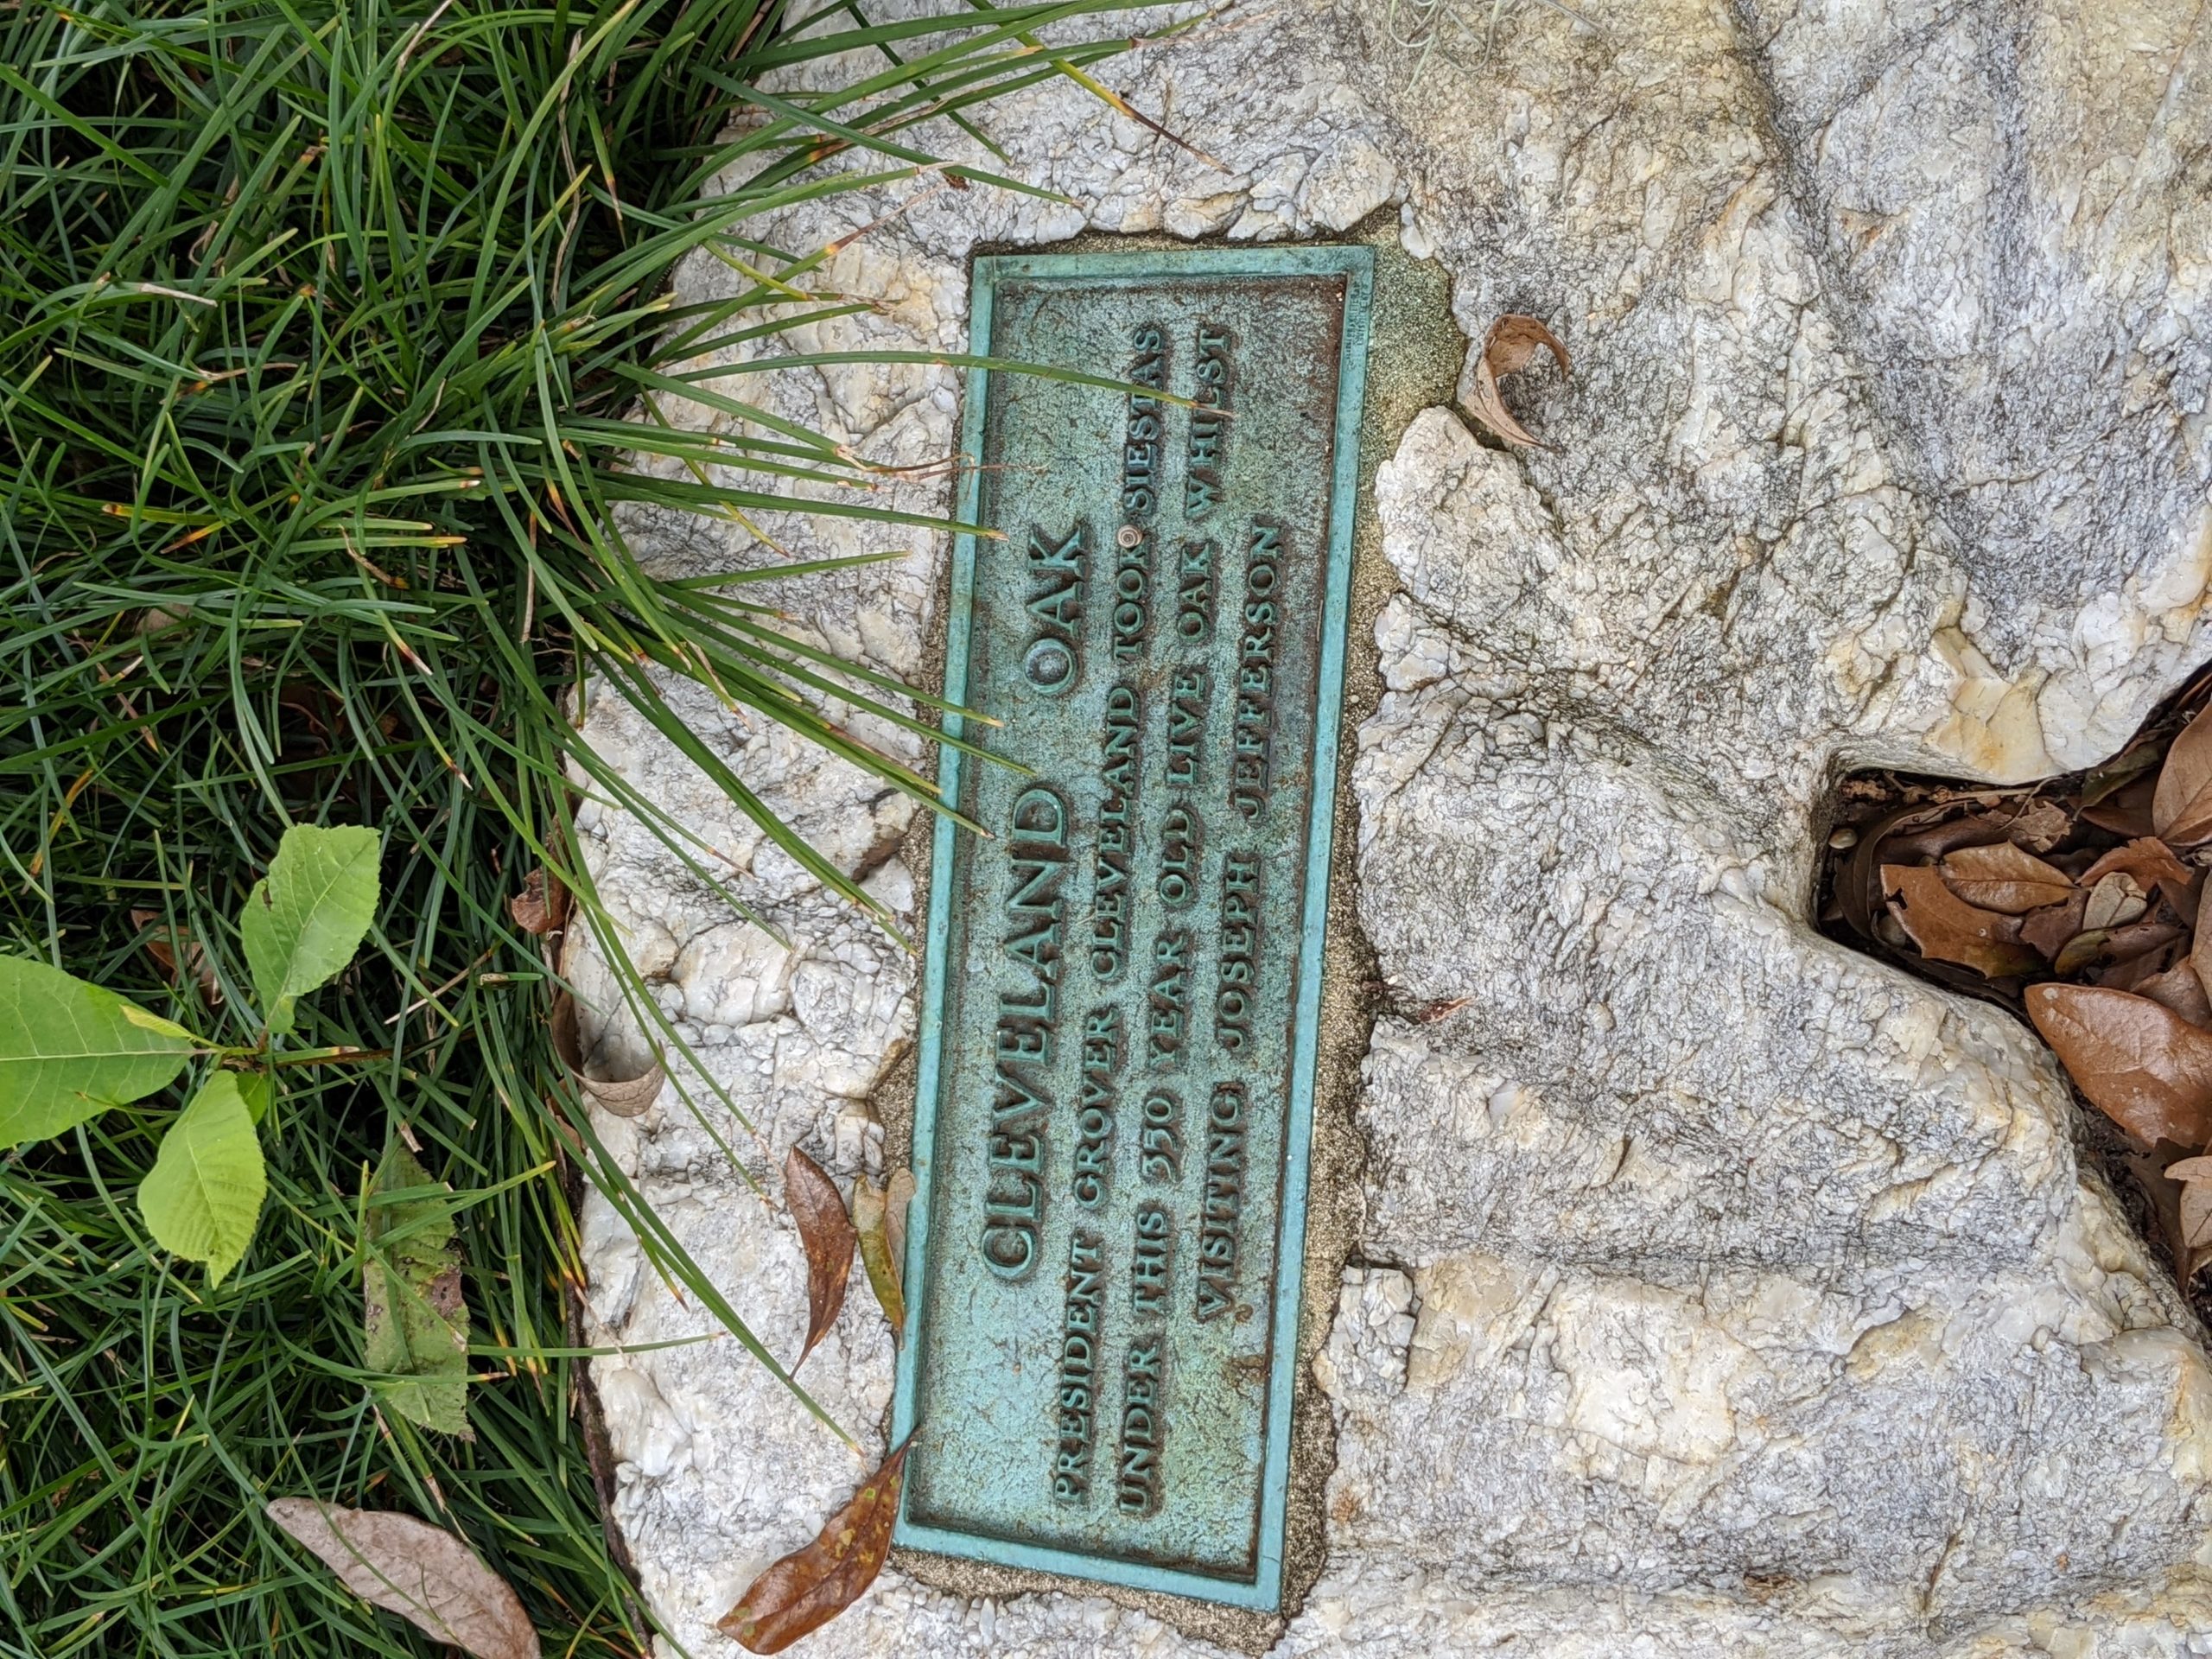 CLEVELAND OAK
PRESIDENT GROVER CLEVELAND TOOK SIESTAS
UNDER THIS 350 YEAR OLD LIVE OAK WHILST
VISITING JOSEPH JEFFERSON